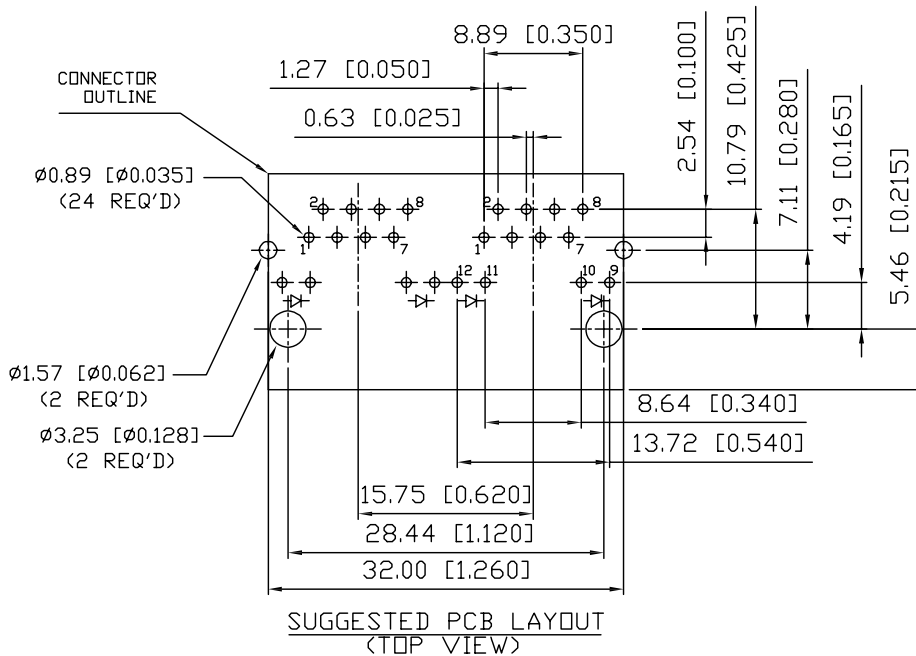 8.89 [0.350]
1.27 [0.050]
0.63 [0.025]
CONNECTOR
OUTLINE
2.54 [0.100]
10.79 [0.425]
7.11 [0.280]
4.19 [0.165]
5.46 [0.215]
ø0.89 [ø0.035]
(24 REQ'D)
2 8 2 8
1 7 1 7
12 11 10 9
ø1.57 [ø0.062]
(2 REQ'D)
ø3.25 [ø0.128]
(2 REQ'D)
8.64 [0.340]
13.72 [0.540]
15.75 [0.620]
28.44 [1.120]
32.00 [1.260]
SUGGESTED PCB LAYOUT
(TOP VIEW)